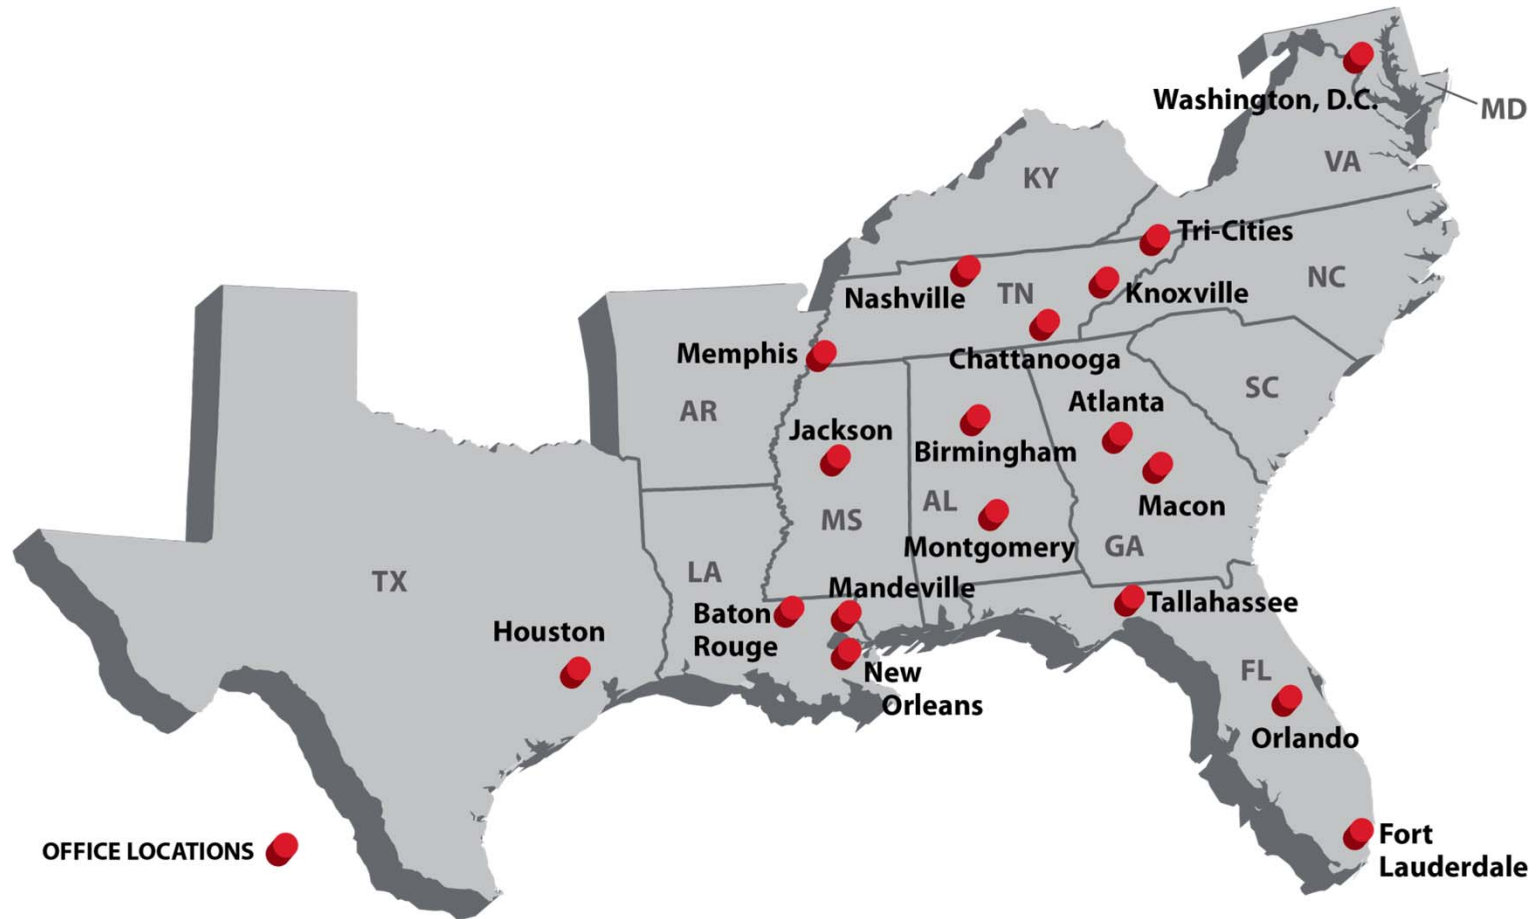 Washington, D.C.
MD
VA
KY
Tri-Cities
NC
Nashville
TN
Knoxville
Memphis
Chattanooga
AR
SC
Atlanta
Jackson
Birmingham
AL
Macon
MS
Montgomery
GA
TX
LA
Mandeville
Tallahassee
Baton
Rouge
Houston
New
Orleans
FL
Orlando
Fort
Lauderdale
OFFICE LOCATIONS